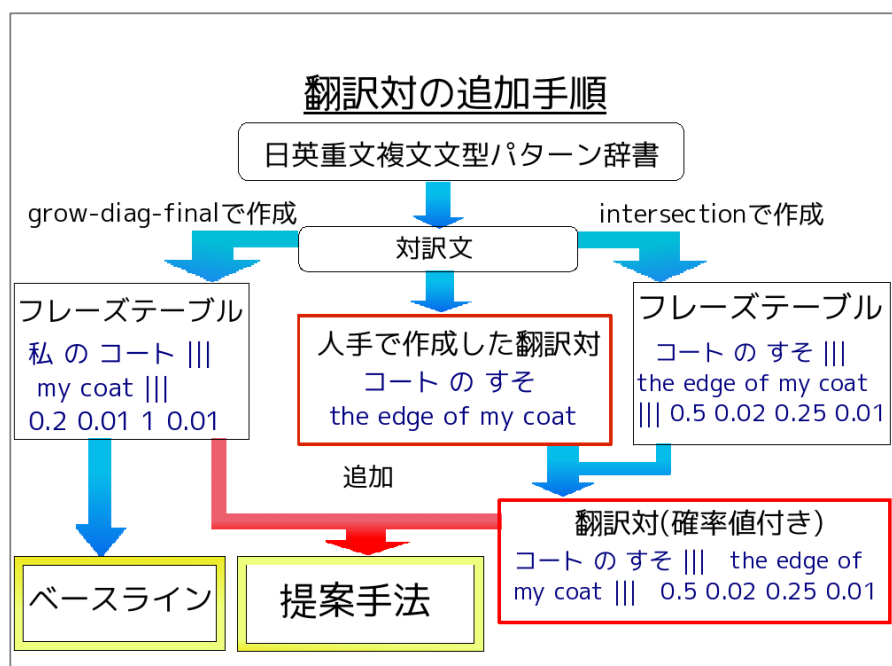 翻訳対の追加手順
日英重文複文文型パターン辞書
grow-diag-finalで作成
intersectionで作成
対訳文
フレーズテーブル
私 の コート |||
my coat |||
0.2 0.01 1 0.01
人手で作成した翻訳対
コート の すそ
the edge of my coat
フレーズテーブル
コート の すそ |||
the edge of my coat
||| 0.5 0.02 0.25 0.01
追加
翻訳対(確率値付き)
コート の すそ ||| the edge of
my coat ||| 0.5 0.02 0.25 0.01
ベースライン
提案手法